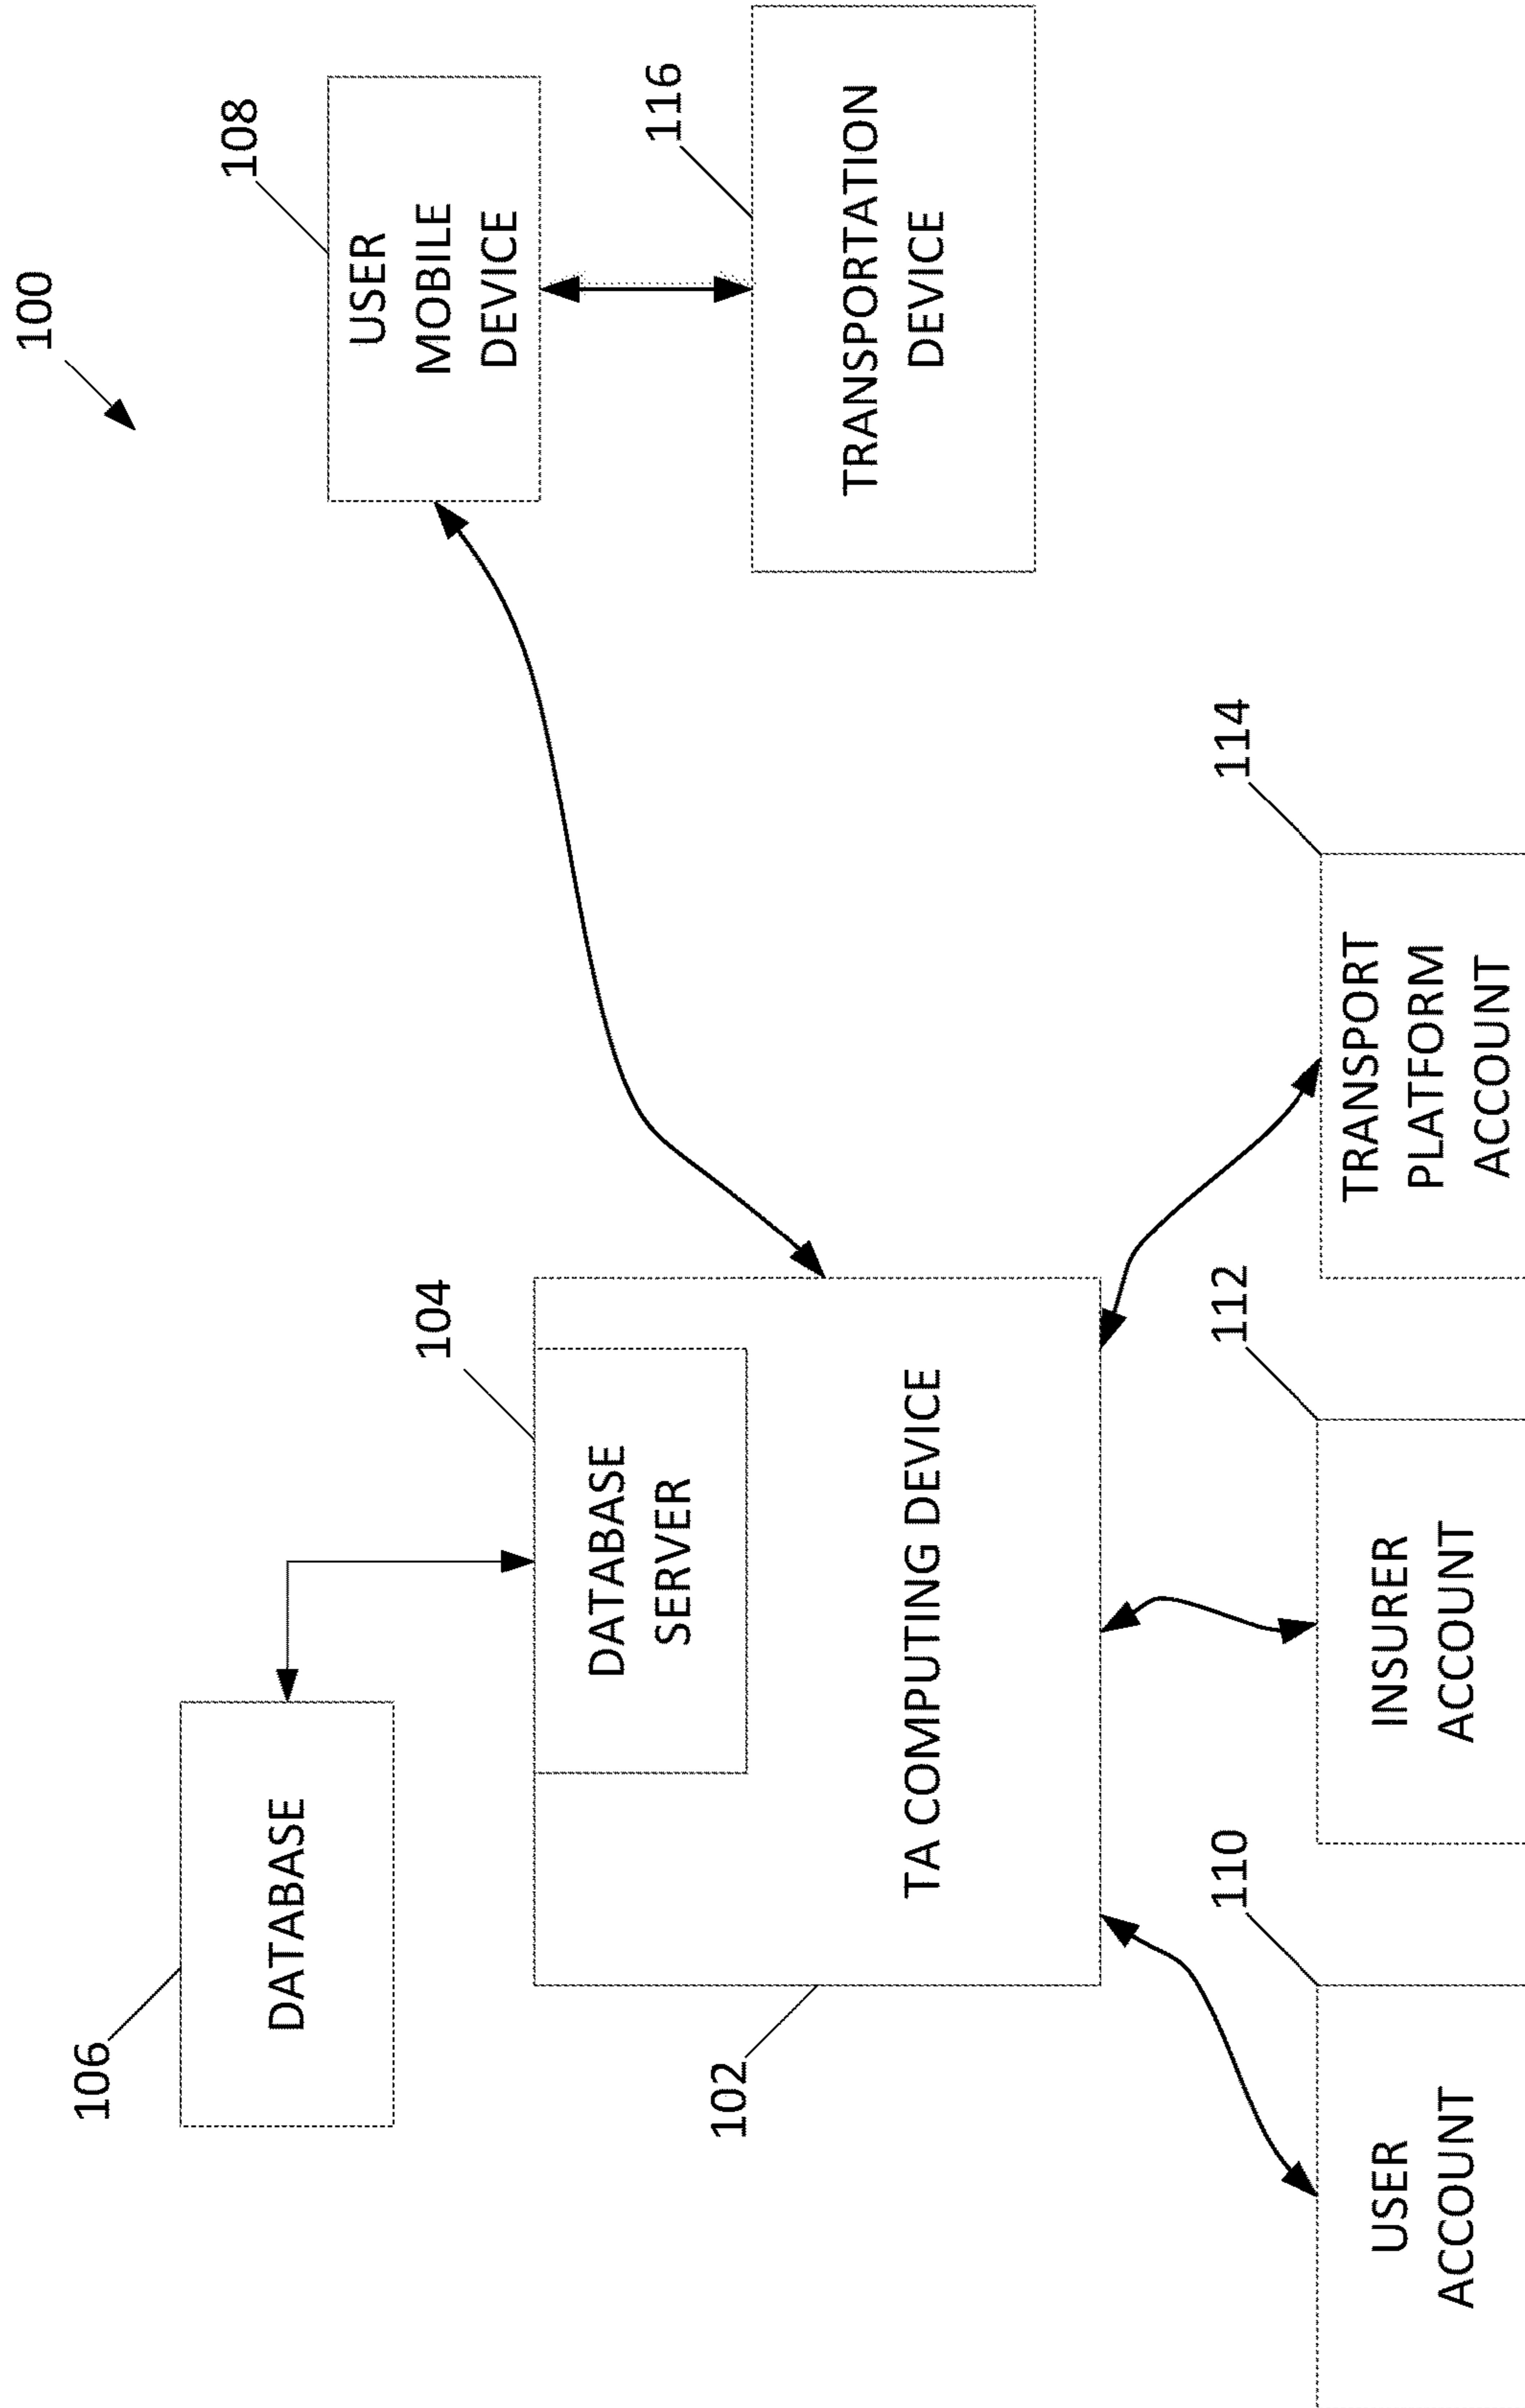 100
106
DATABASE
104
DATABASE
SERVER
TA COMPUTING DEVICE
102
108
USER
MOBILE
DEVICE
116
TRANSPORTATION
DEVICE
110
USER
ACCOUNT
112
INSURER
ACCOUNT
114
TRANSPORT
PLATFORM
ACCOUNT